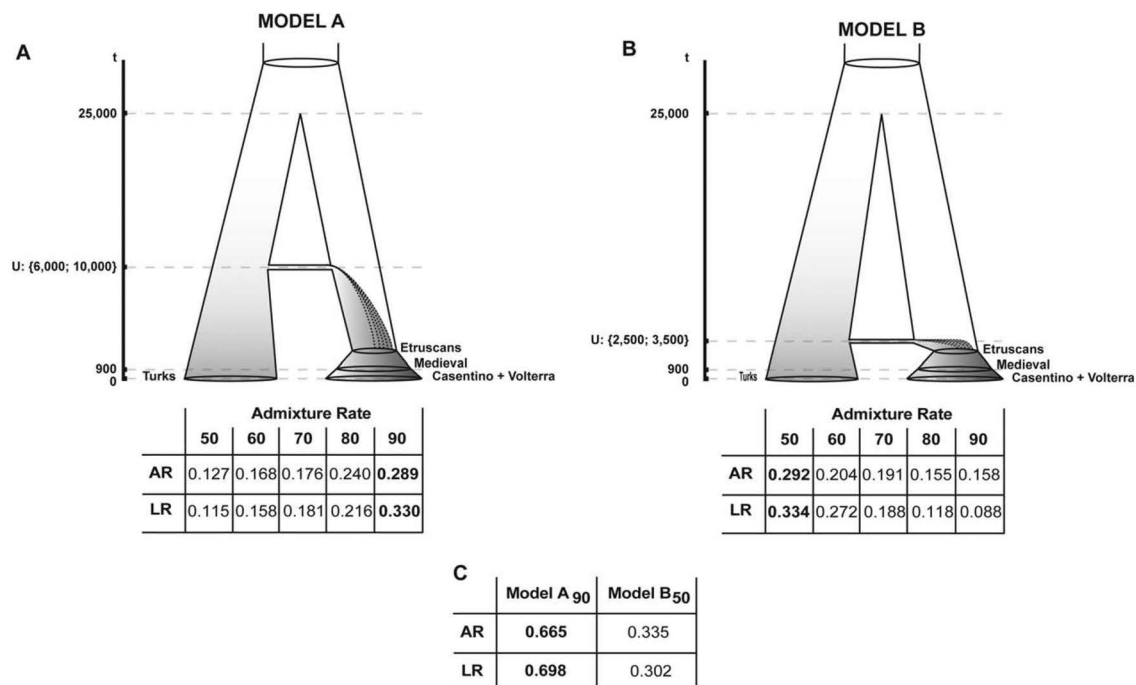 MODEL A
A
t
25,000
U: {6,000; 10,000}
Etruscans
Medieval
900
0
Turks
Casentino + Volterra
Admixture Rate
50 60 70 80 90
AR 0.127 0.168 0.176 0.240 0.289
LR 0.115 0.158 0.181 0.216 0.330
MODEL B
B
t
25,000
U: {2,500; 3,500}
Etruscans
Medieval
900
0
Turks
Casentino + Volterra
Admixture Rate
50 60 70 80 90
AR 0.292 0.204 0.191 0.155 0.158
LR 0.334 0.272 0.188 0.118 0.088
C
Model A 90 Model B 50
AR 0.665 0.335
LR 0.698 0.302